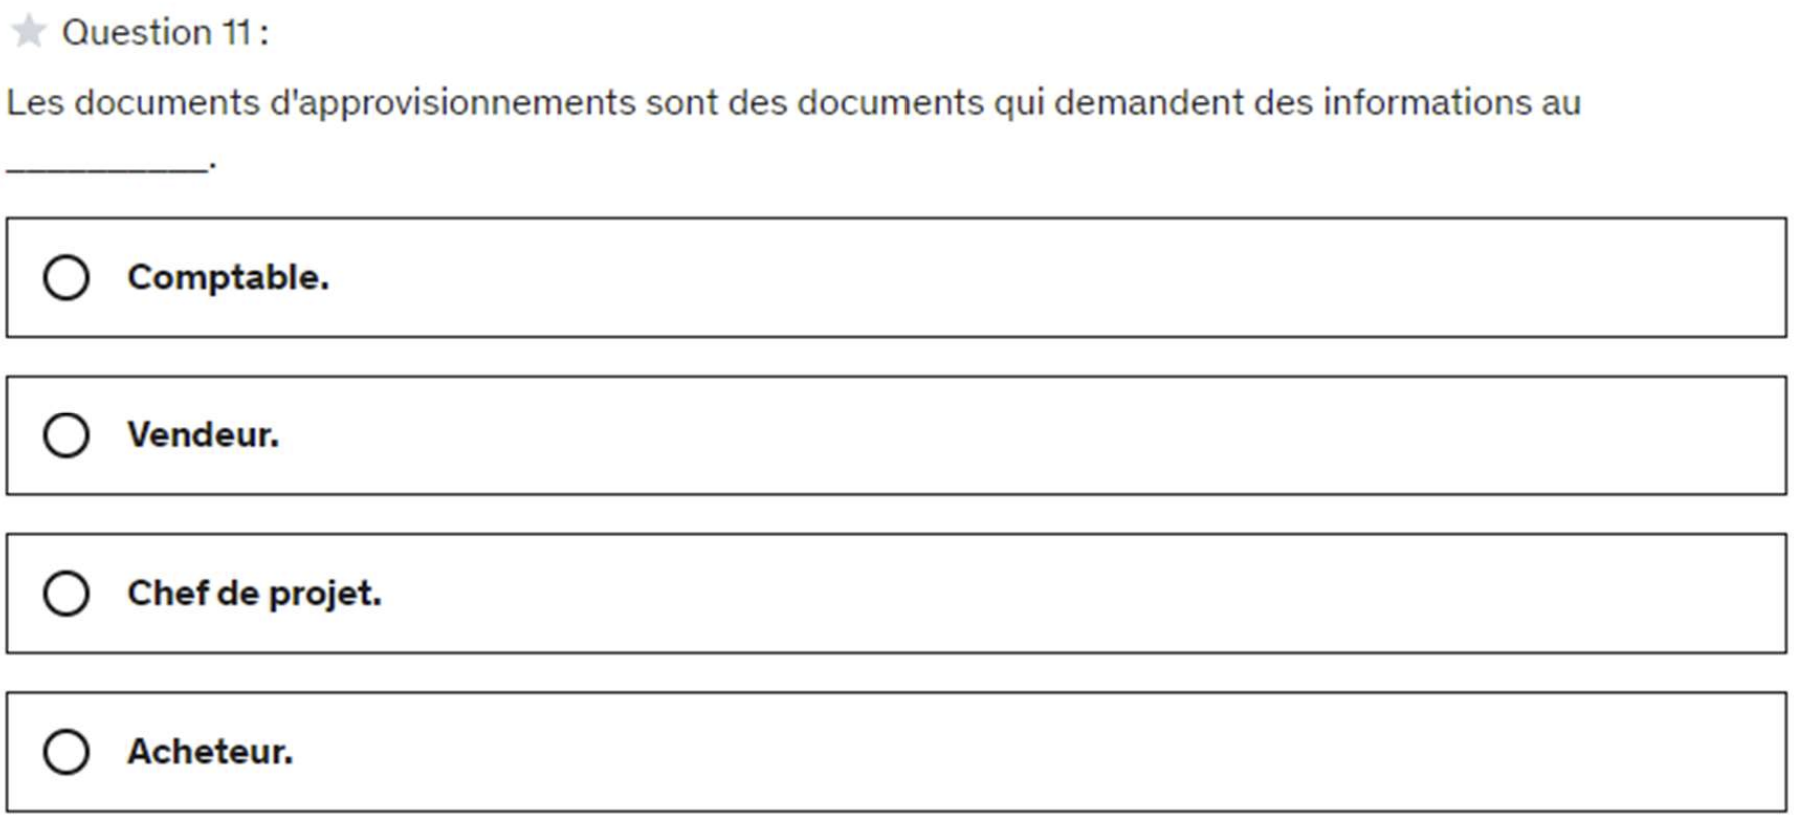 Question 11 :
Les documents d'approvisionnements sont des documents qui demandent des informations au
__________.
Comptable.
Vendeur.
Chef de projet.
Acheteur.